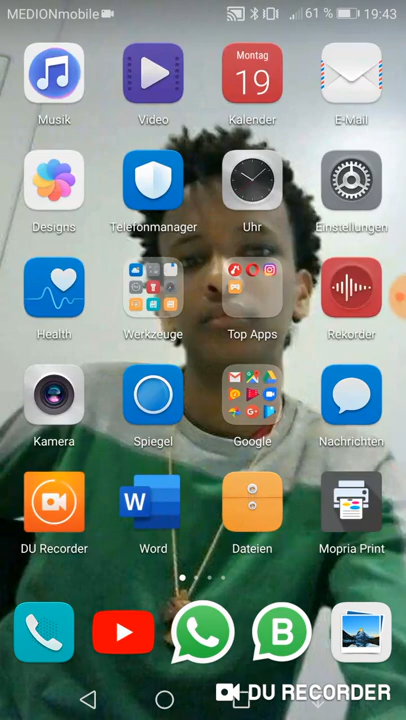 MEDIONmobile 61 % 19:43
Montag
19
Musik Video Kalender E-Mail
Designs Telefonmanager Uhr Einstellungen
Health Werkzeuge Top Apps Rekorder
Kamera Spiegel Google Nachrichten
W
DU Recorder Word Dateien Mopria Print
B
DU RECORDER